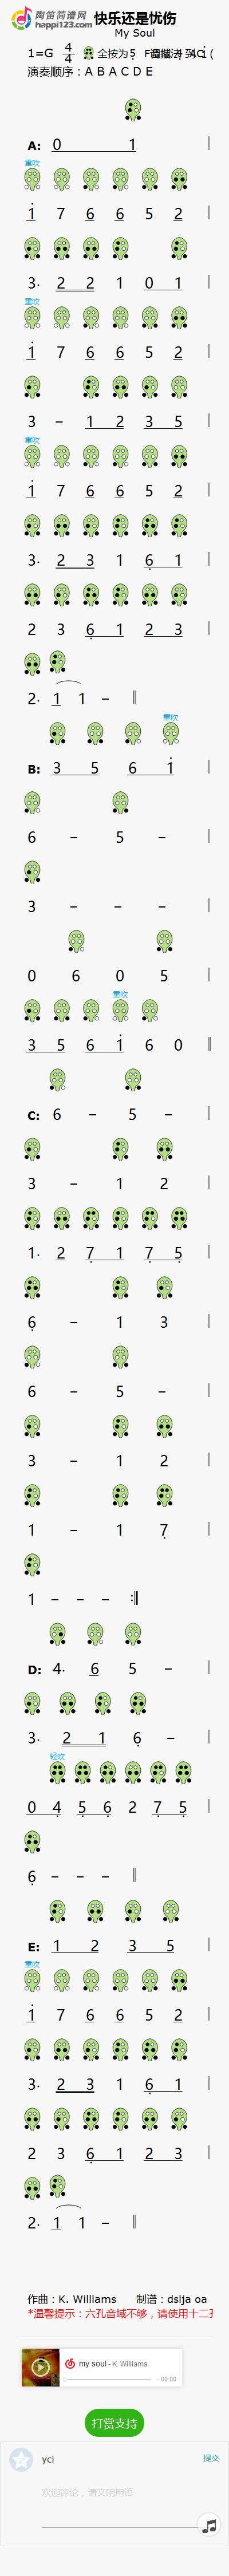 陶笛简谱网
happi123.com
快乐还是忧伤
My Soul
1=G 4/4 全按为5 F调指法
演奏顺序：A B A C D E
A: 0 1 |
重吹
1 7 6 6 5 2 |
3· 2 2 1 0 1 |
重吹
1 7 6 6 5 2 |
3 - 1 2 3 5 |
重吹
1 7 6 6 5 2 |
3· 2 3 1 6 1 |
2 3 6 1 2 3 |
2· 1 1 - ‖
重吹
B: 3 5 6 1 |
6 - 5 - |
3 - - - |
0 6 0 5 |
重吹
3 5 6 1 6 0 ‖
C: 6 - 5 - |
3 - 1 2 |
1· 2 7 1 7 5 |
6 - 1 3 |
6 - 5 - |
3 - 1 2 |
1 - 1 7 |
1 - - - :‖
D: 4· 6 5 - |
3· 2 1 6 - |
轻吹
0 4 5 6 2 7 5 |
6 - - - ‖
E: 1 2 3 5 |
重吹
1 7 6 6 5 2 |
3· 2 3 1 6 1 |
2 3 6 1 2 3 |
2· 1 1 - ‖
作曲：K. Williams 制谱：dsija oa
*温馨提示：六孔音域不够，请使用十二孔
my soul - K. Williams
- 00:00
打赏支持
yci 提交
欢迎评论，请文明用语